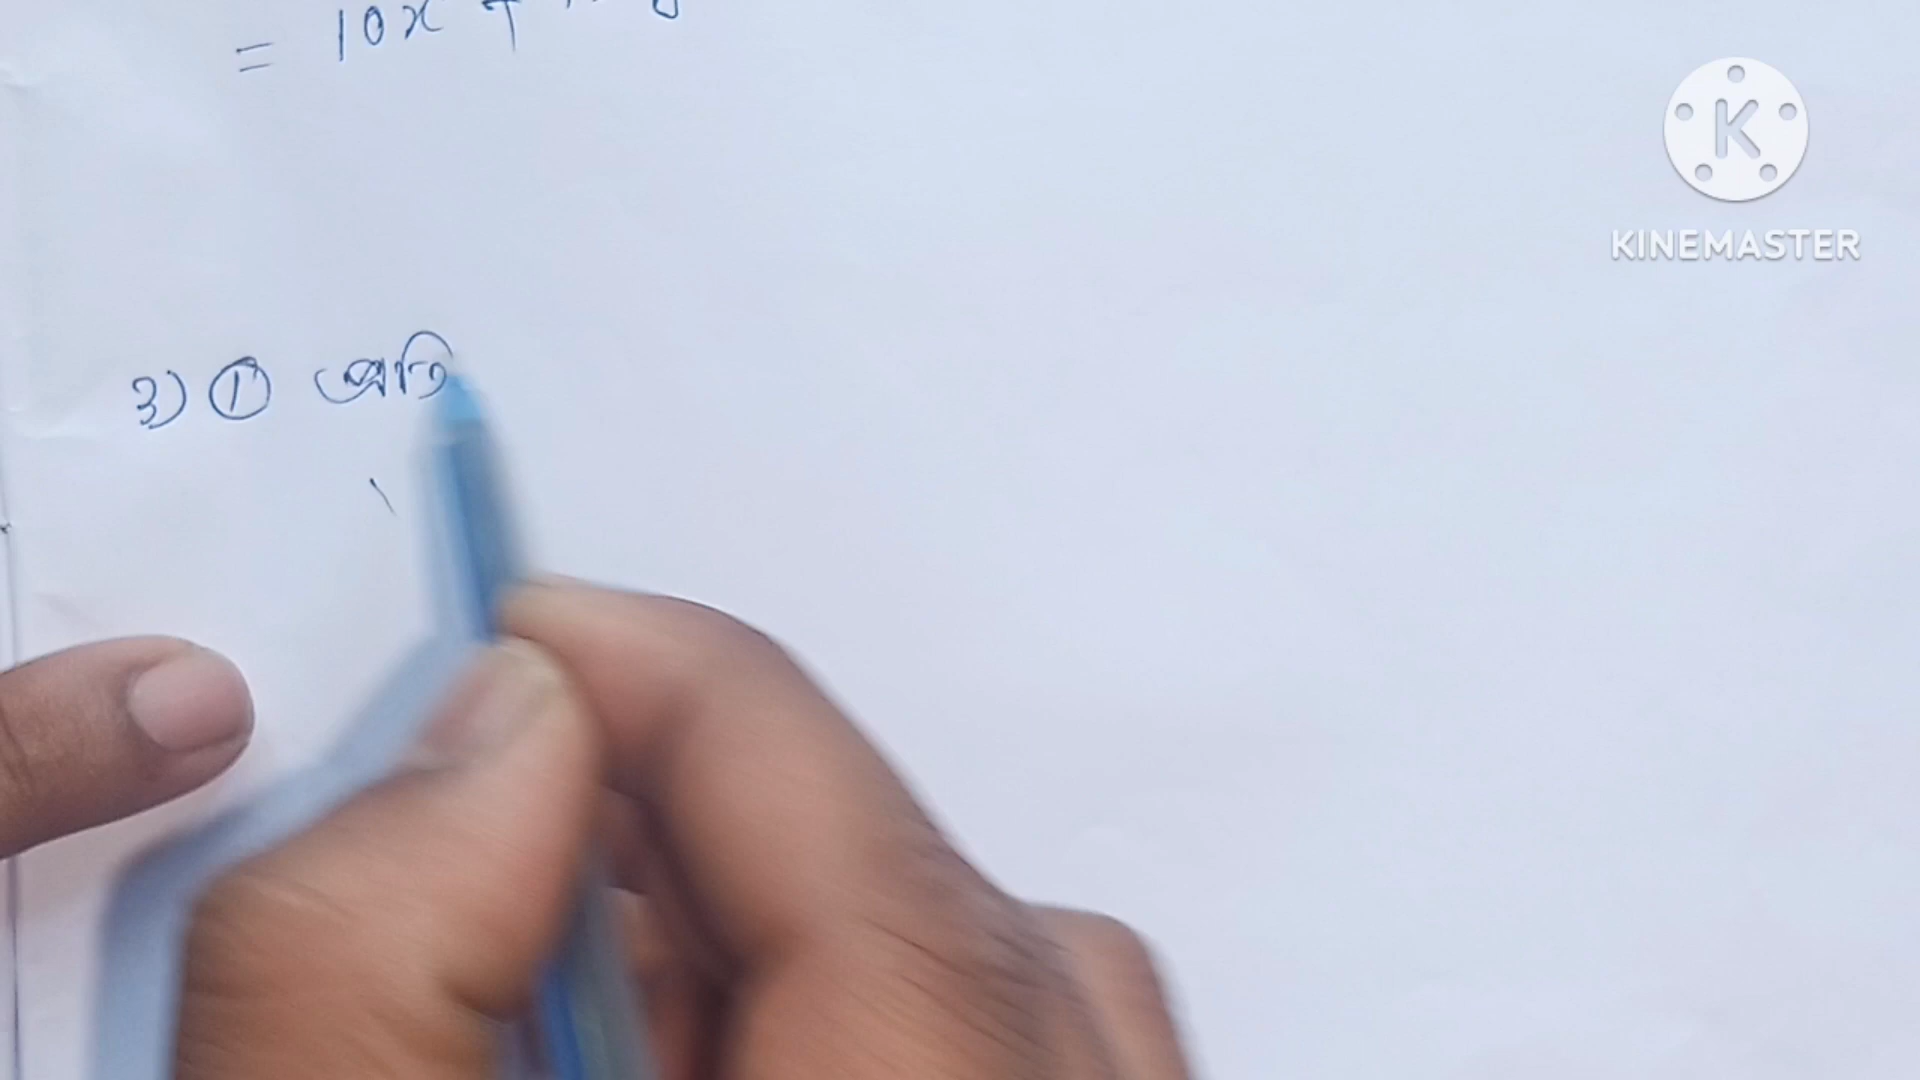 = 10x +
3) ① প্রতি
K
KINEMASTER